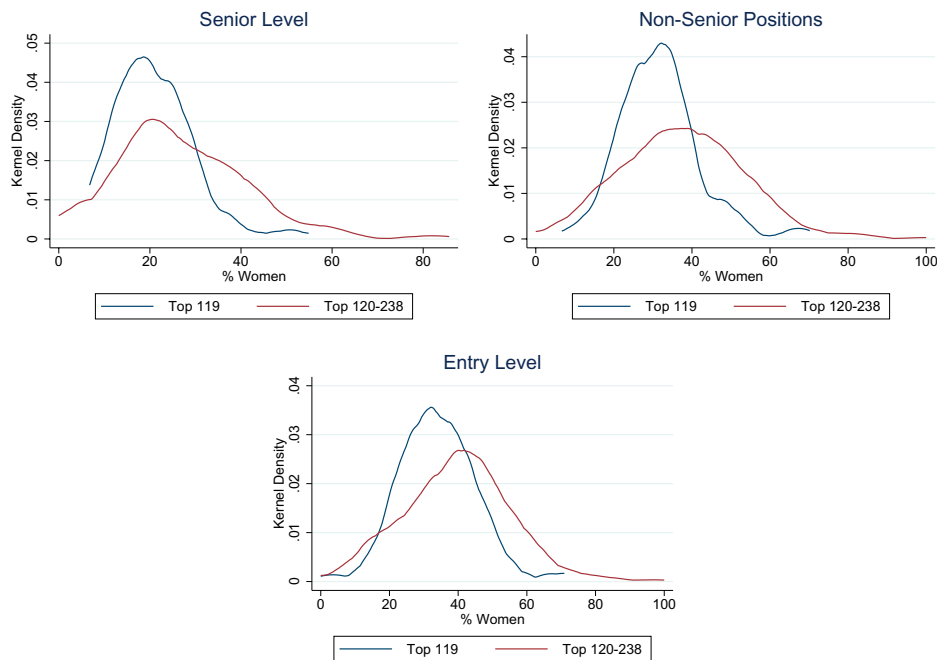 Senior Level
Kernel Density
0 .01 .02 .03 .04 .05
0 20 40 60 80
% Women
Top 119 Top 120-238
Non-Senior Positions
Kernel Density
0 .01 .02 .03 .04
0 20 40 60 80 100
% Women
Top 119 Top 120-238
Entry Level
Kernel Density
0 .01 .02 .03 .04
0 20 40 60 80 100
% Women
Top 119 Top 120-238